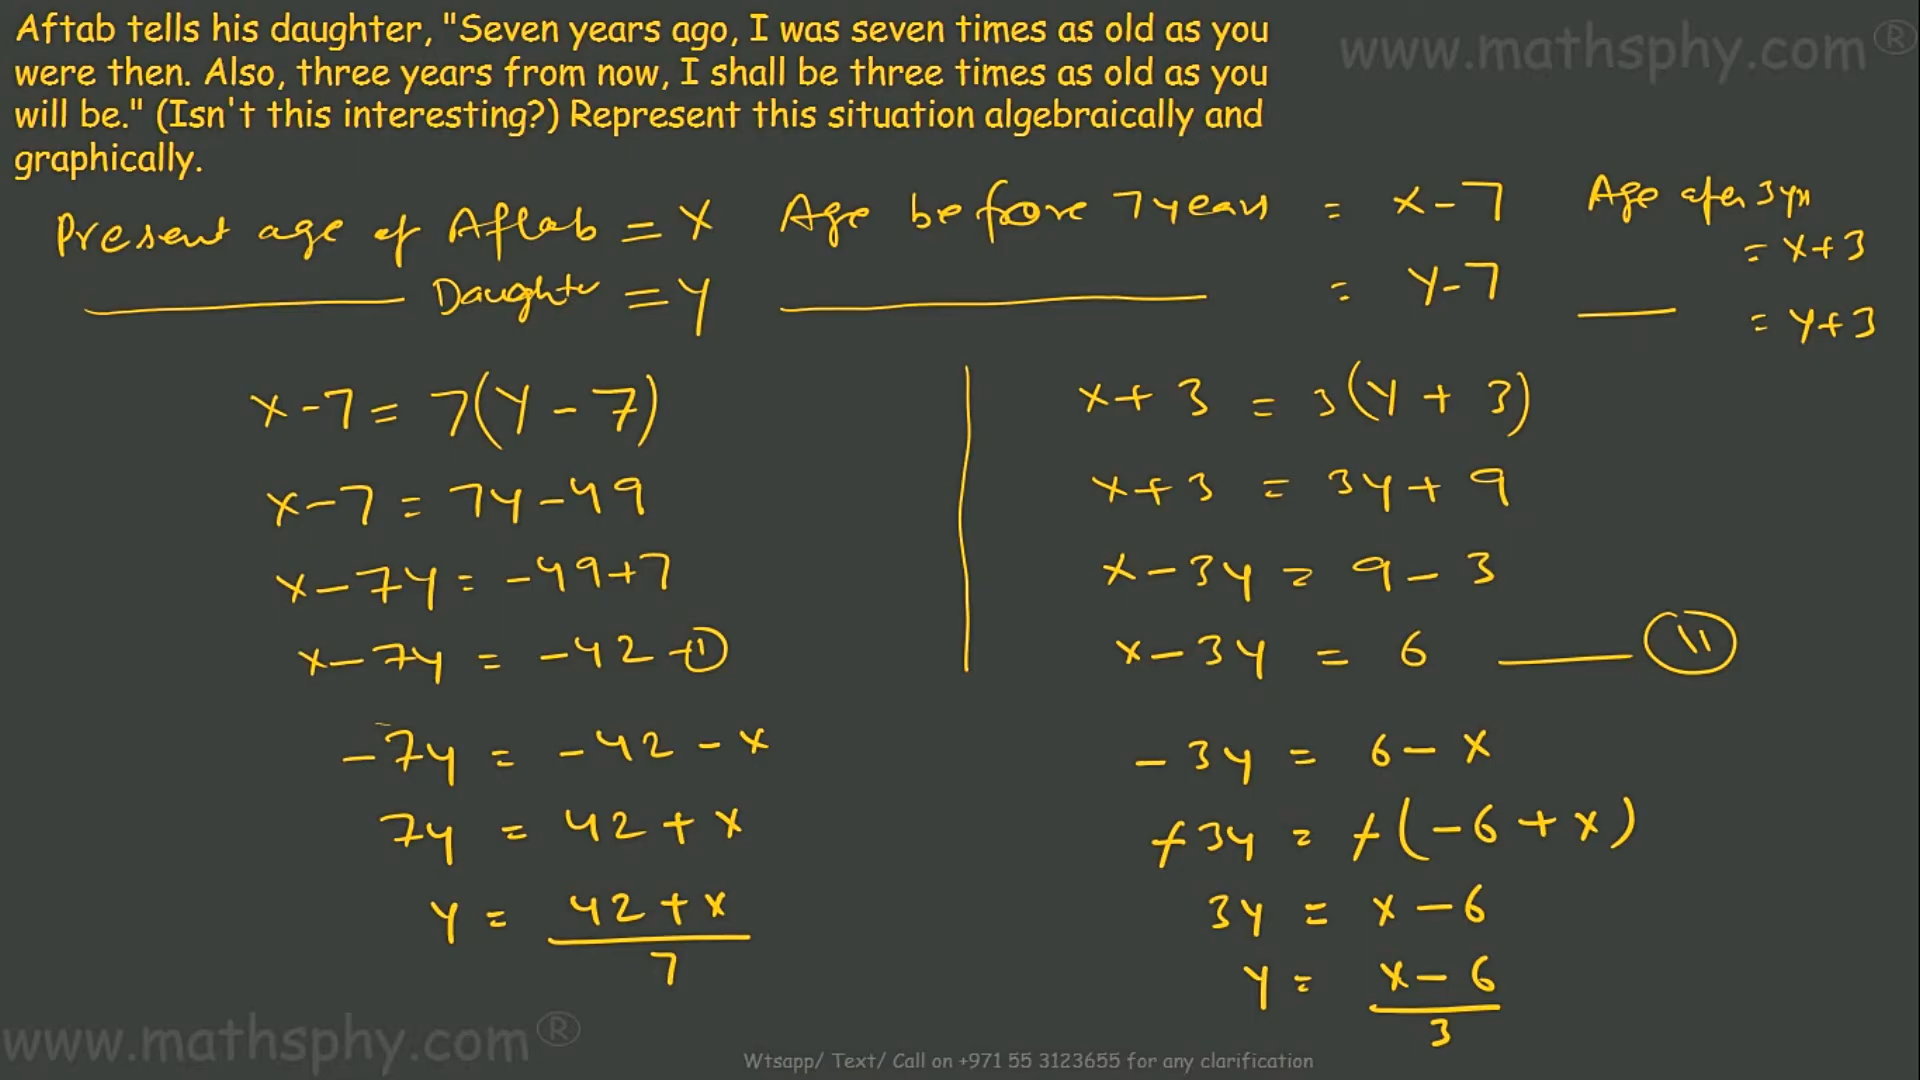 Aftab tells his daughter, "Seven years ago, I was seven times as old as you
were then. Also, three years from now, I shall be three times as old as you
will be." (Isn't this interesting?) Represent this situation algebraically and
graphically.
www.mathsphy.com®
Present age of Aftab = x Age before 7 years = x - 7 Age after 3 yrs
= x + 3
Daughter = y = y - 7
= y + 3
x - 7 = 7(y - 7)
x - 7 = 7y - 49
x - 7y = -49 + 7
x - 7y = -42 - ①
-7y = -42 - x
7y = 42 + x
y = 42 + x
7
x + 3 = 3(y + 3)
x + 3 = 3y + 9
x - 3y = 9 - 3
x - 3y = 6 — ⑪
-3y = 6 - x
+3y = +(-6 + x)
3y = x - 6
y = x - 6
3
www.mathsphy.com®
Wtsapp/ Text/ Call on +971 55 3123655 for any clarification